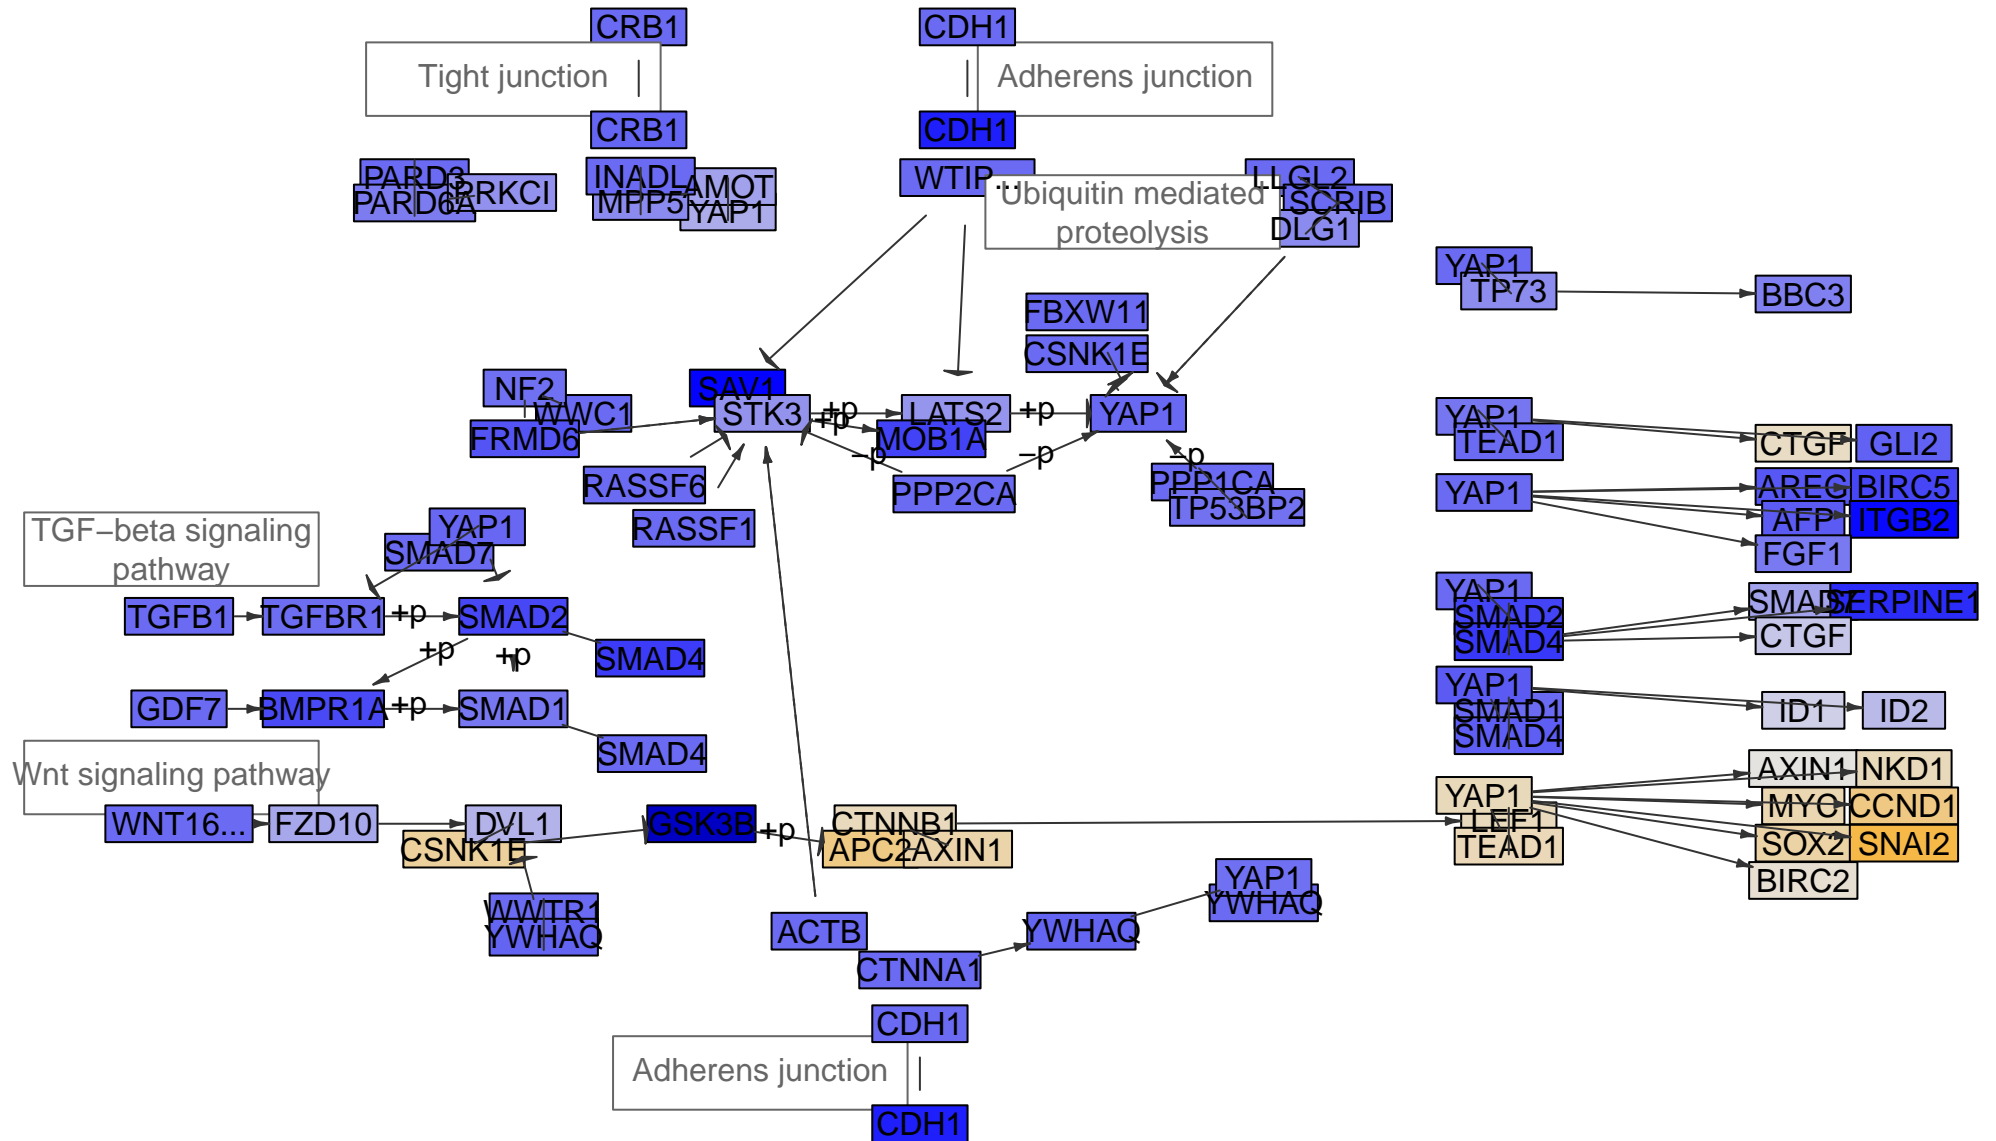 CRB1
CDH1
Tight junction
Adherens junction
CRB1
CDH1
PARD3
PARD6A
PRKCI
INADL
MPP5
AMOT
YAP1
WTIP...
Ubiquitin mediated
proteolysis
LLGL2
SCRIB
DLG1
YAP1
TP73
BBC3
FBXW11
CSNK1E
NF2
WWC1
FRMD6
SAV1
STK3
+p
+p
LATS2
MOB1A
+p
YAP1
−p
−p
−p
RASSF6
RASSF1
PPP2CA
PPP1CA
TP53BP2
YAP1
TEAD1
CTGF
GLI2
YAP1
AREG
BIRC5
AFP
ITGB2
FGF1
TGF−beta signaling
pathway
YAP1
SMAD7
TGFB1
TGFBR1
+p
SMAD2
+p
+p
SMAD4
YAP1
SMAD2
SMAD4
SMAD7
SERPINE1
CTGF
GDF7
BMPR1A
+p
SMAD1
SMAD4
YAP1
SMAD1
SMAD4
ID1
ID2
Wnt signaling pathway
WNT16...
FZD10
DVL1
CSNK1E
GSK3B
+p
CTNNB1
APC2
AXIN1
YAP1
LEF1
TEAD1
AXIN1
NKD1
MYC
CCND1
SOX2
SNAI2
BIRC2
WWTR1
YWHAQ
ACTB
CTNNA1
YWHAQ
YAP1
YWHAQ
CDH1
Adherens junction
CDH1